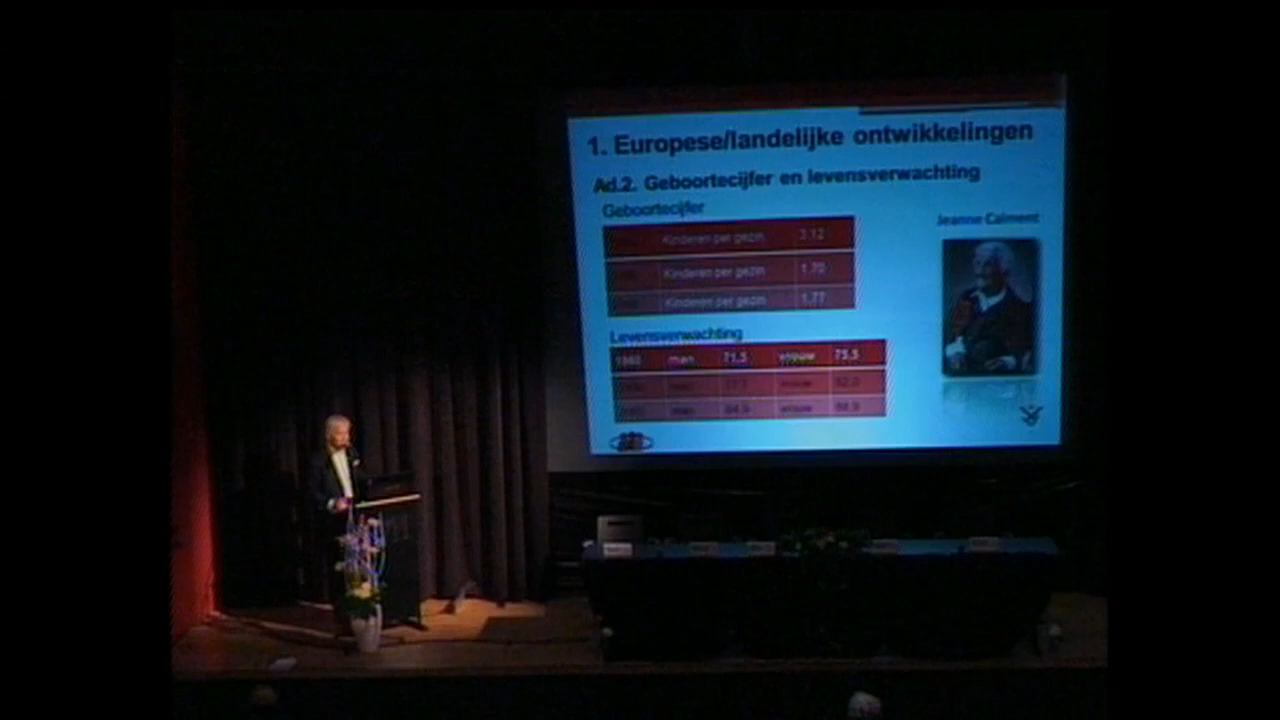 1. Europese/landelijke ontwikkelingen
Ad.2. Geboortecijfer en levensverwachting
Geboortecijfer
Jeanne Calment
Kinderen per gezin 3,12
Kinderen per gezin 1,70
Kinderen per gezin 1,77
Levensverwachting
1960 man 71,5 vrouw 75,5
man vrouw
man vrouw